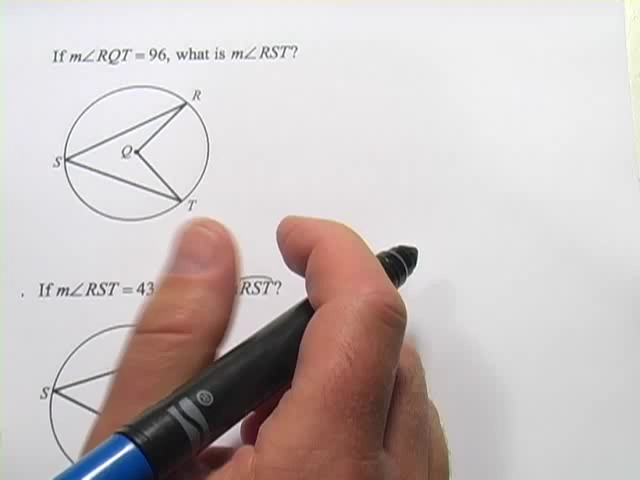 If m∠RQT = 96, what is m∠RST?
R
Q
S
T
. If m∠RST = 43 RST?
S